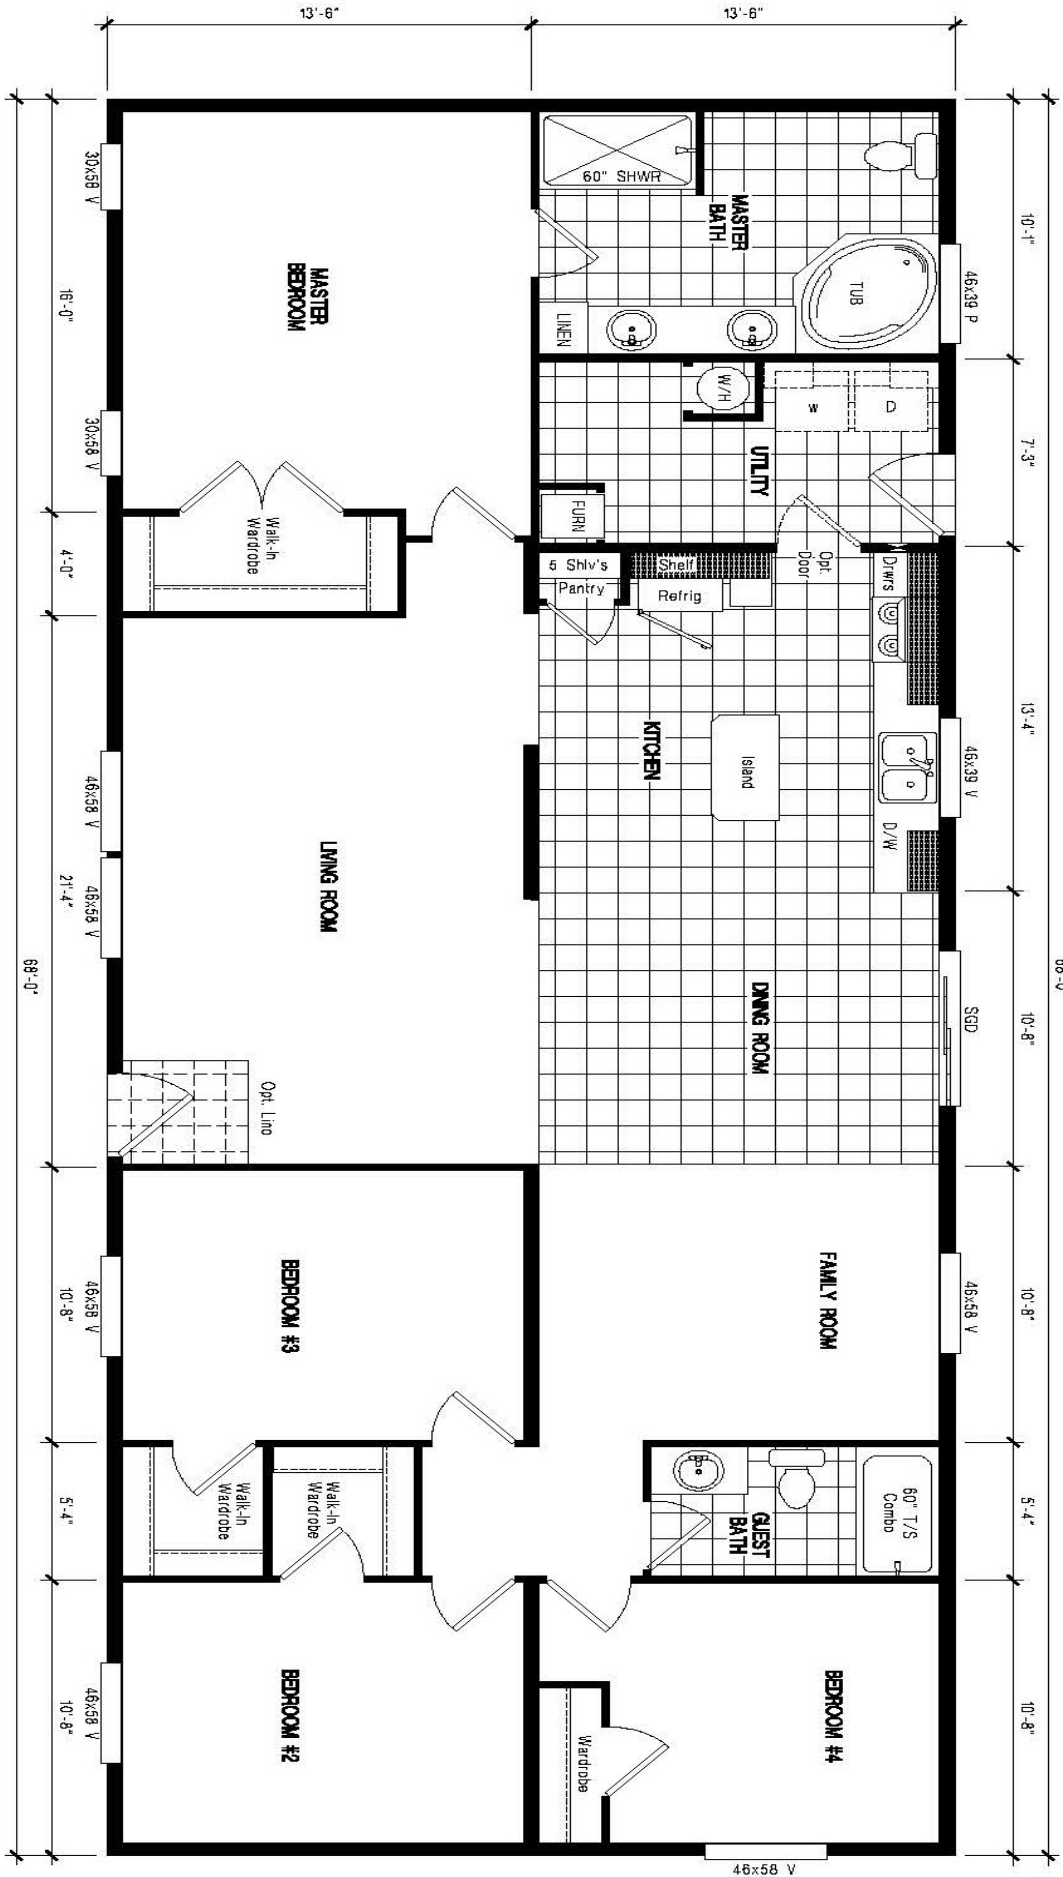 13'-6"
13'-6"
60" SHWR
MASTER
BATH
TUB
LINEN
10'-1"
46x39 P
30x58 V
MASTER
BEDROOM
16'-0"
30x58 V
W/H
W
D
UTILITY
7'-3"
FURN
Walk-In
Wardrobe
4'-0"
5 Shlv's
Pantry
Shelf
Refrig
Opt.
Door
Drwrs
KITCHEN
Island
D/W
13'-4"
46x39 V
46x58 V
46x58 V
21'-4"
LIVING ROOM
68'-0"
DINING ROOM
SGD
10'-8"
68'-0"
Opt. Lino
BEDROOM #3
46x58 V
10'-8"
FAMILY ROOM
46x58 V
10'-8"
Walk-In
Wardrobe
Walk-In
Wardrobe
5'-4"
GUEST
BATH
60" T/S
Combo
5'-4"
BEDROOM #2
46x58 V
10'-8"
BEDROOM #4
Wardrobe
10'-8"
46x58 V